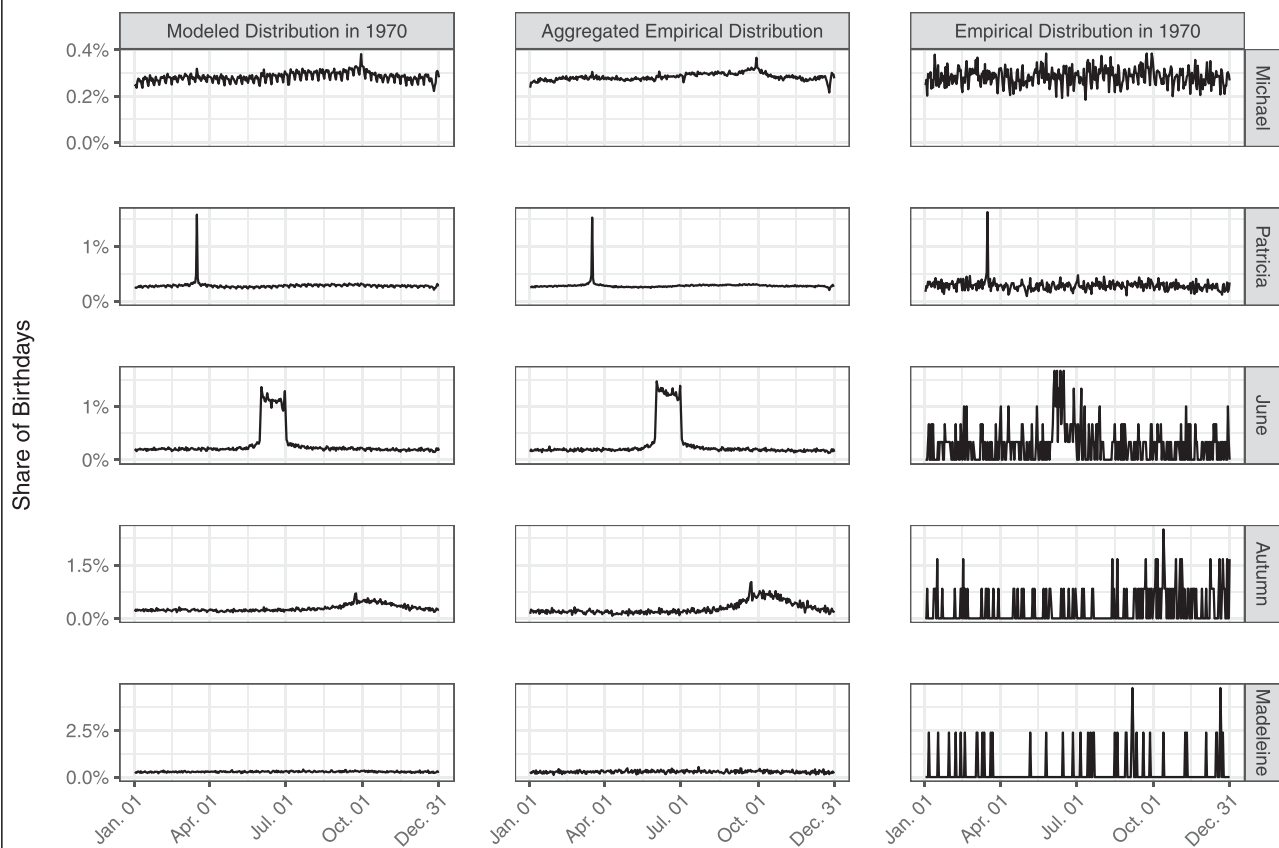 Modeled Distribution in 1970
Aggregated Empirical Distribution
Empirical Distribution in 1970
Share of Birthdays
0.4%
0.2%
0.0%
Michael
1%
0%
Patricia
1%
0%
June
1.5%
0.0%
Autumn
2.5%
0.0%
Madeleine
Jan. 01
Apr. 01
Jul. 01
Oct. 01
Dec. 31
Jan. 01
Apr. 01
Jul. 01
Oct. 01
Dec. 31
Jan. 01
Apr. 01
Jul. 01
Oct. 01
Dec. 31